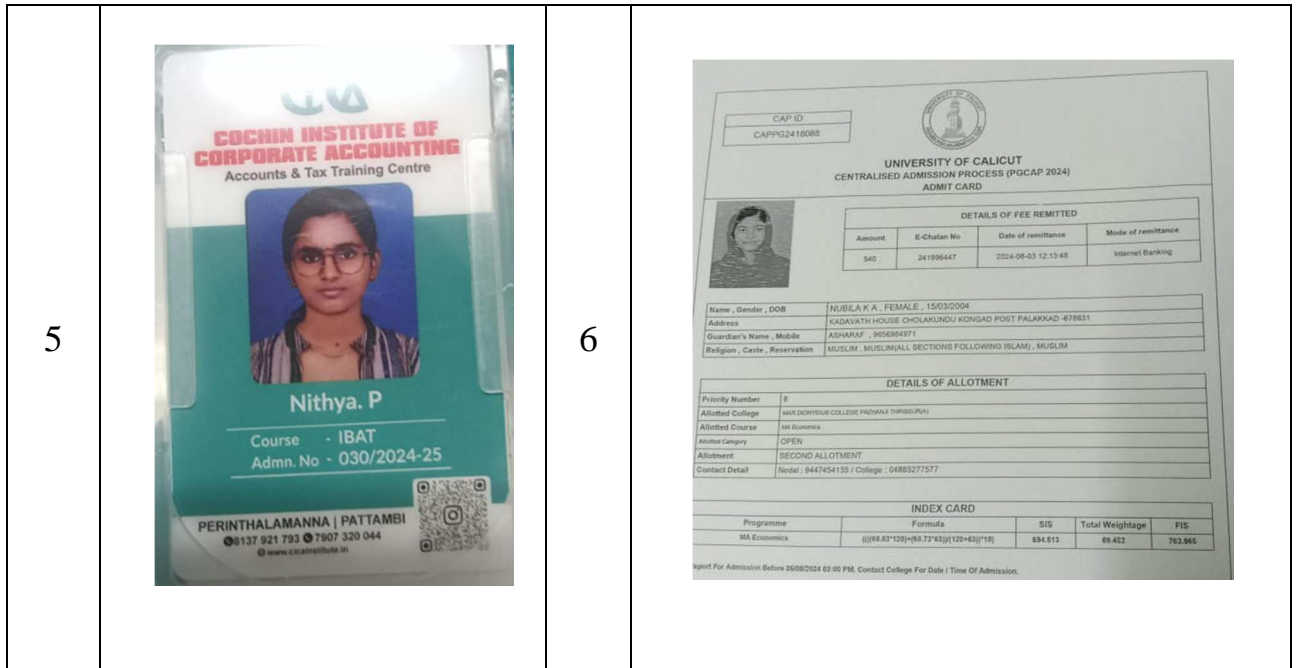 5
COCHIN INSTITUTE OF
CORPORATE ACCOUNTING
Accounts & Tax Training Centre
Nithya. P
Course - IBAT
Admn. No - 030/2024-25
PERINTHALAMANNA | PATTAMBI
8137 921 793 7907 320 044
www.cicainstitute.in
6
CAP ID
CAPPG2418088
UNIVERSITY OF CALICUT
UNIVERSITY OF CALICUT
CENTRALISED ADMISSION PROCESS (PGCAP 2024)
ADMIT CARD
DETAILS OF FEE REMITTED
Amount E-Chalan No Date of remittance Mode of remittance
540 241996447 2024-06-03 12:13:48 Internet Banking
Name , Gender , DOB NUBILA K A , FEMALE , 15/03/2004
Address KADAVATH HOUSE CHOLAKUNDU KONGAD POST PALAKKAD -678631
Guardian's Name , Mobile ASHARAF , 9656984971
Religion , Caste , Reservation MUSLIM , MUSLIM(ALL SECTIONS FOLLOWING ISLAM) , MUSLIM
DETAILS OF ALLOTMENT
Priority Number
Allotted College MAR DIONYSIUS COLLEGE PAZHANJI THRISSUR(A)
Allotted Course MA Economics
Allotted Category OPEN
Allotment SECOND ALLOTMENT
Contact Detail Nodal : 9447454135 / College : 04885277577
INDEX CARD
Programme Formula SIS Total Weightage FIS
MA Economics 694.513 69.452 763.965
For Admission Before 05/08/2024 03:00 PM. Contact College For Date / Time Of Admission.